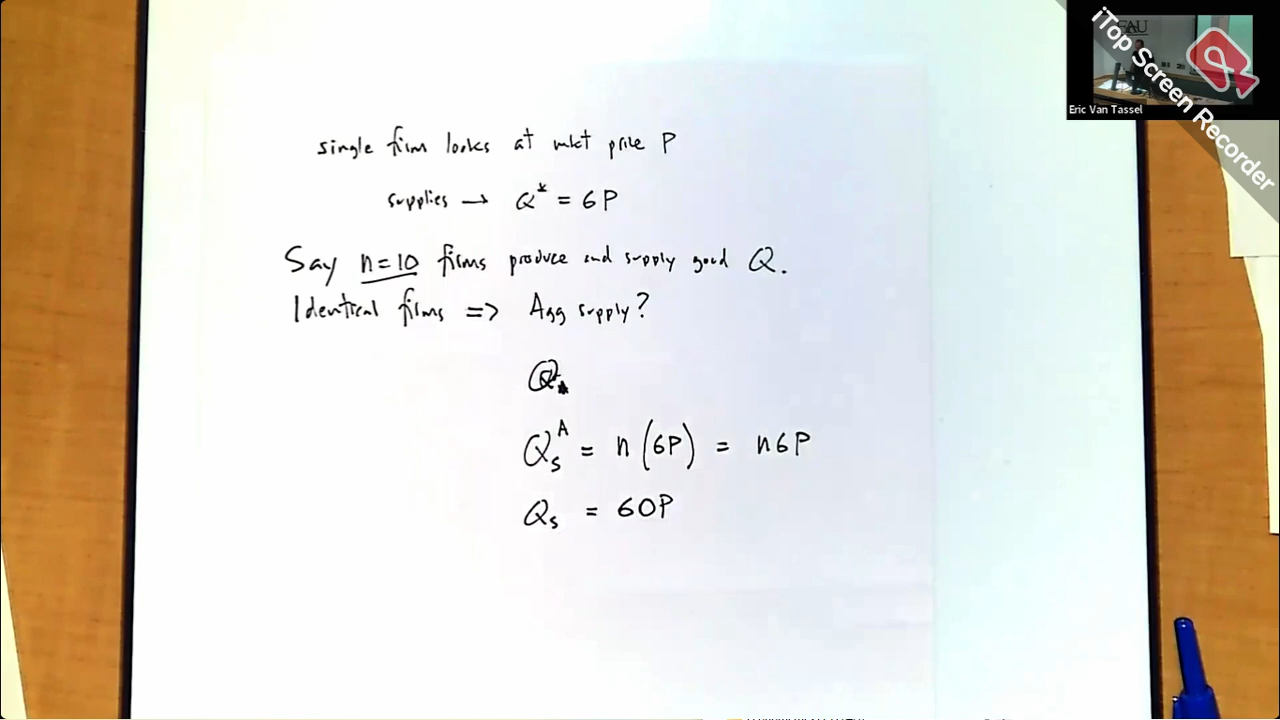 single firm looks at mkt price P
supplies → Q* = 6P
Say n=10 firms produce and supply good Q.
Identical firms => Agg supply?
Q_S^A = n(6P) = n6P
Q_S = 60P
FAU
Eric Van Tassel
iTop Screen Recorder